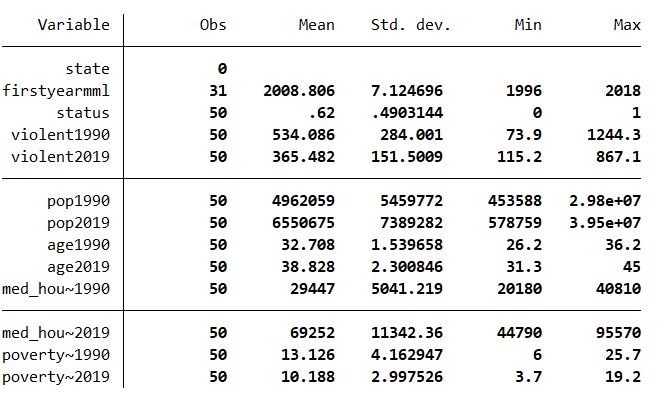 Variable Obs Mean Std. dev. Min Max
state 0
firstyearmml 31 2008.806 7.124696 1996 2018
status 50 .62 .4903144 0 1
violent1990 50 534.086 284.001 73.9 1244.3
violent2019 50 365.482 151.5009 115.2 867.1
pop1990 50 4962059 5459772 453588 2.98e+07
pop2019 50 6550675 7389282 578759 3.95e+07
age1990 50 32.708 1.539658 26.2 36.2
age2019 50 38.828 2.300846 31.3 45
med_hou~1990 50 29447 5041.219 20180 40810
med_hou~2019 50 69252 11342.36 44790 95570
poverty~1990 50 13.126 4.162947 6 25.7
poverty~2019 50 10.188 2.997526 3.7 19.2